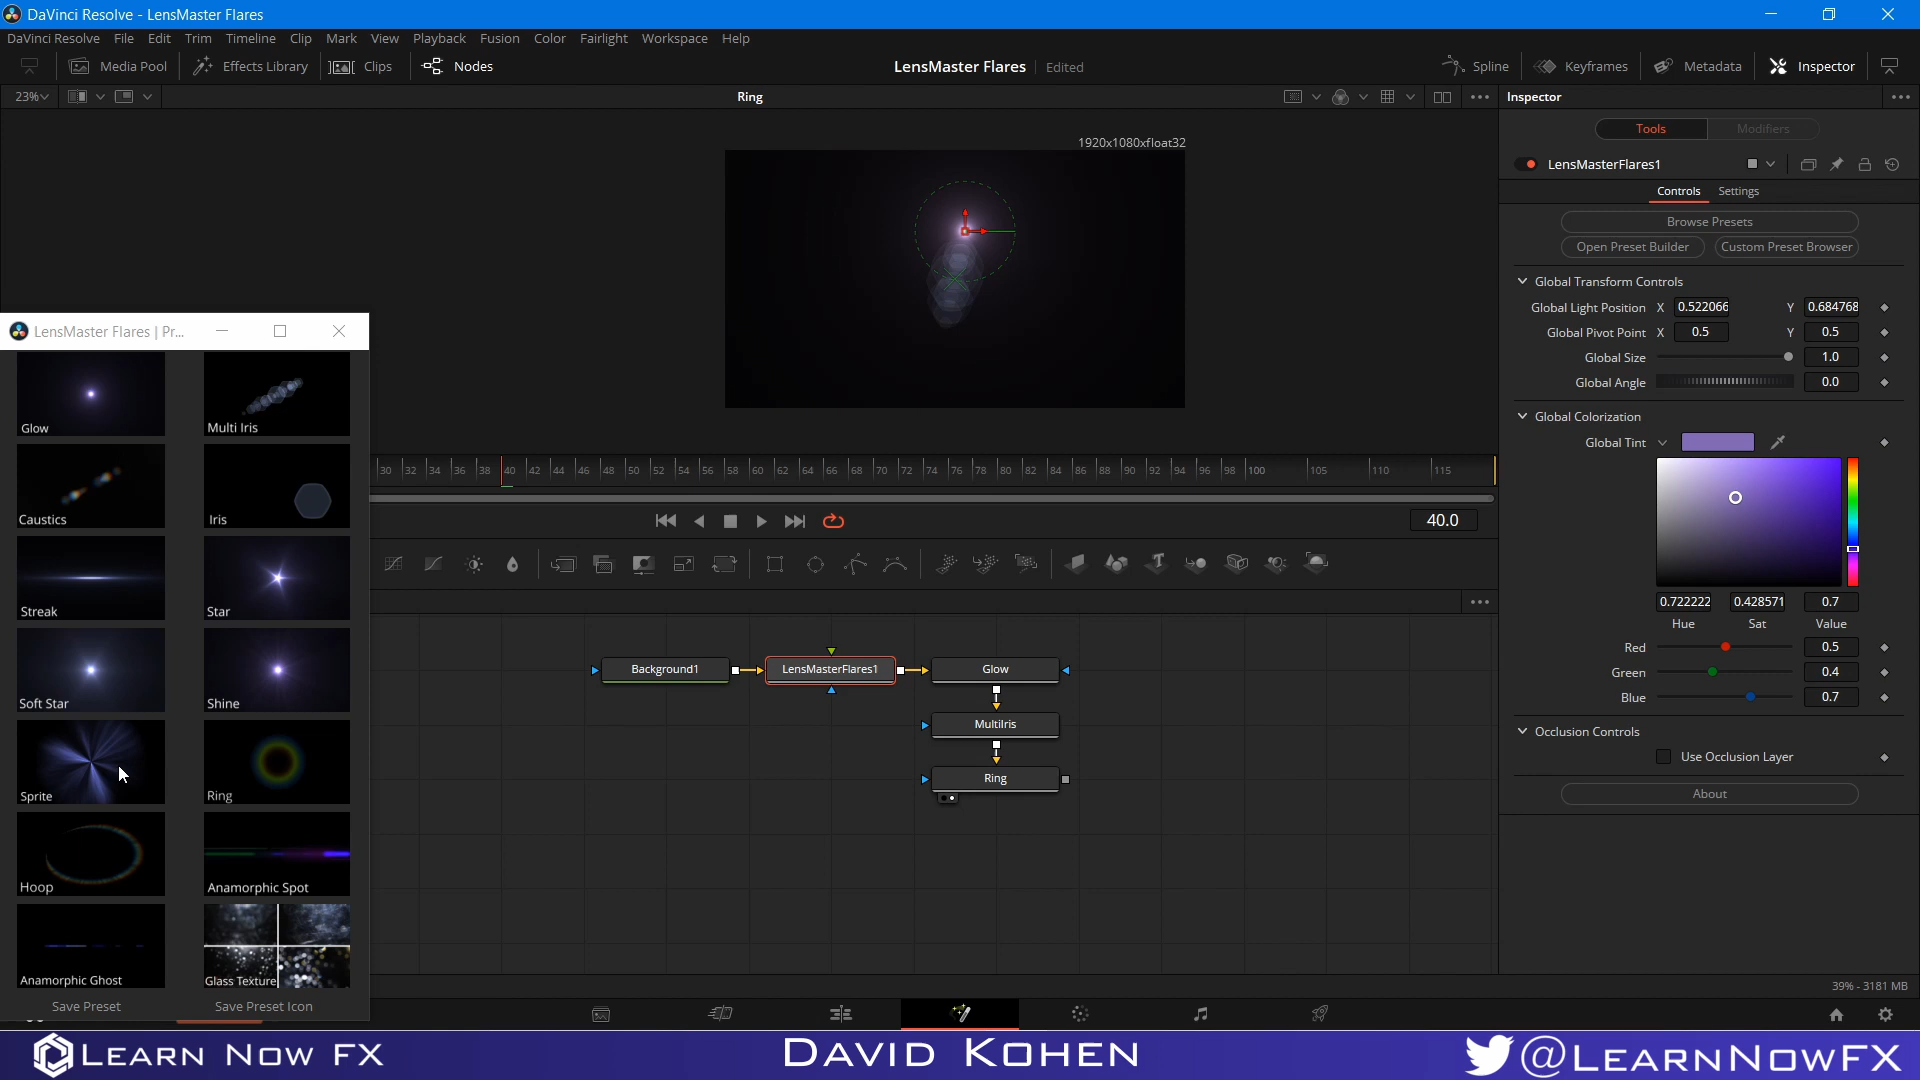 DaVinci Resolve - LensMaster Flares
DaVinci Resolve File Edit Trim Timeline Clip Mark View Playback Fusion Color Fairlight Workspace Help
Media Pool Effects Library Clips Nodes LensMaster Flares Edited Spline Keyframes Metadata Inspector
23% Ring Inspector
1920x1080xfloat32
Tools Modifiers
LensMasterFlares1
Controls Settings
Browse Presets
Open Preset Builder Custom Preset Browser
Global Transform Controls
Global Light Position X 0.522066 Y 0.684768
Global Pivot Point X 0.5 Y 0.5
Global Size 1.0
Global Angle 0.0
Global Colorization
Global Tint
0.722222 0.428571 0.7
Hue Sat Value
Red 0.5
Green 0.4
Blue 0.7
Occlusion Controls
Use Occlusion Layer
About
LensMaster Flares | Pr...
Glow Multi Iris
Caustics Iris
Streak Star
Soft Star Shine
Sprite Ring
Hoop Anamorphic Spot
Anamorphic Ghost Glass Texture
Save Preset Save Preset Icon
30 32 34 36 38 40 42 44 46 48 50 52 54 56 58 60 62 64 66 68 70 72 74 76 78 80 82 84 86 88 90 92 94 96 98 100 105 110 115
40.0
Background1 LensMasterFlares1 Glow
MultiIris
Ring
39% - 3181 MB
Learn Now FX David Kohen @LearnNowFX